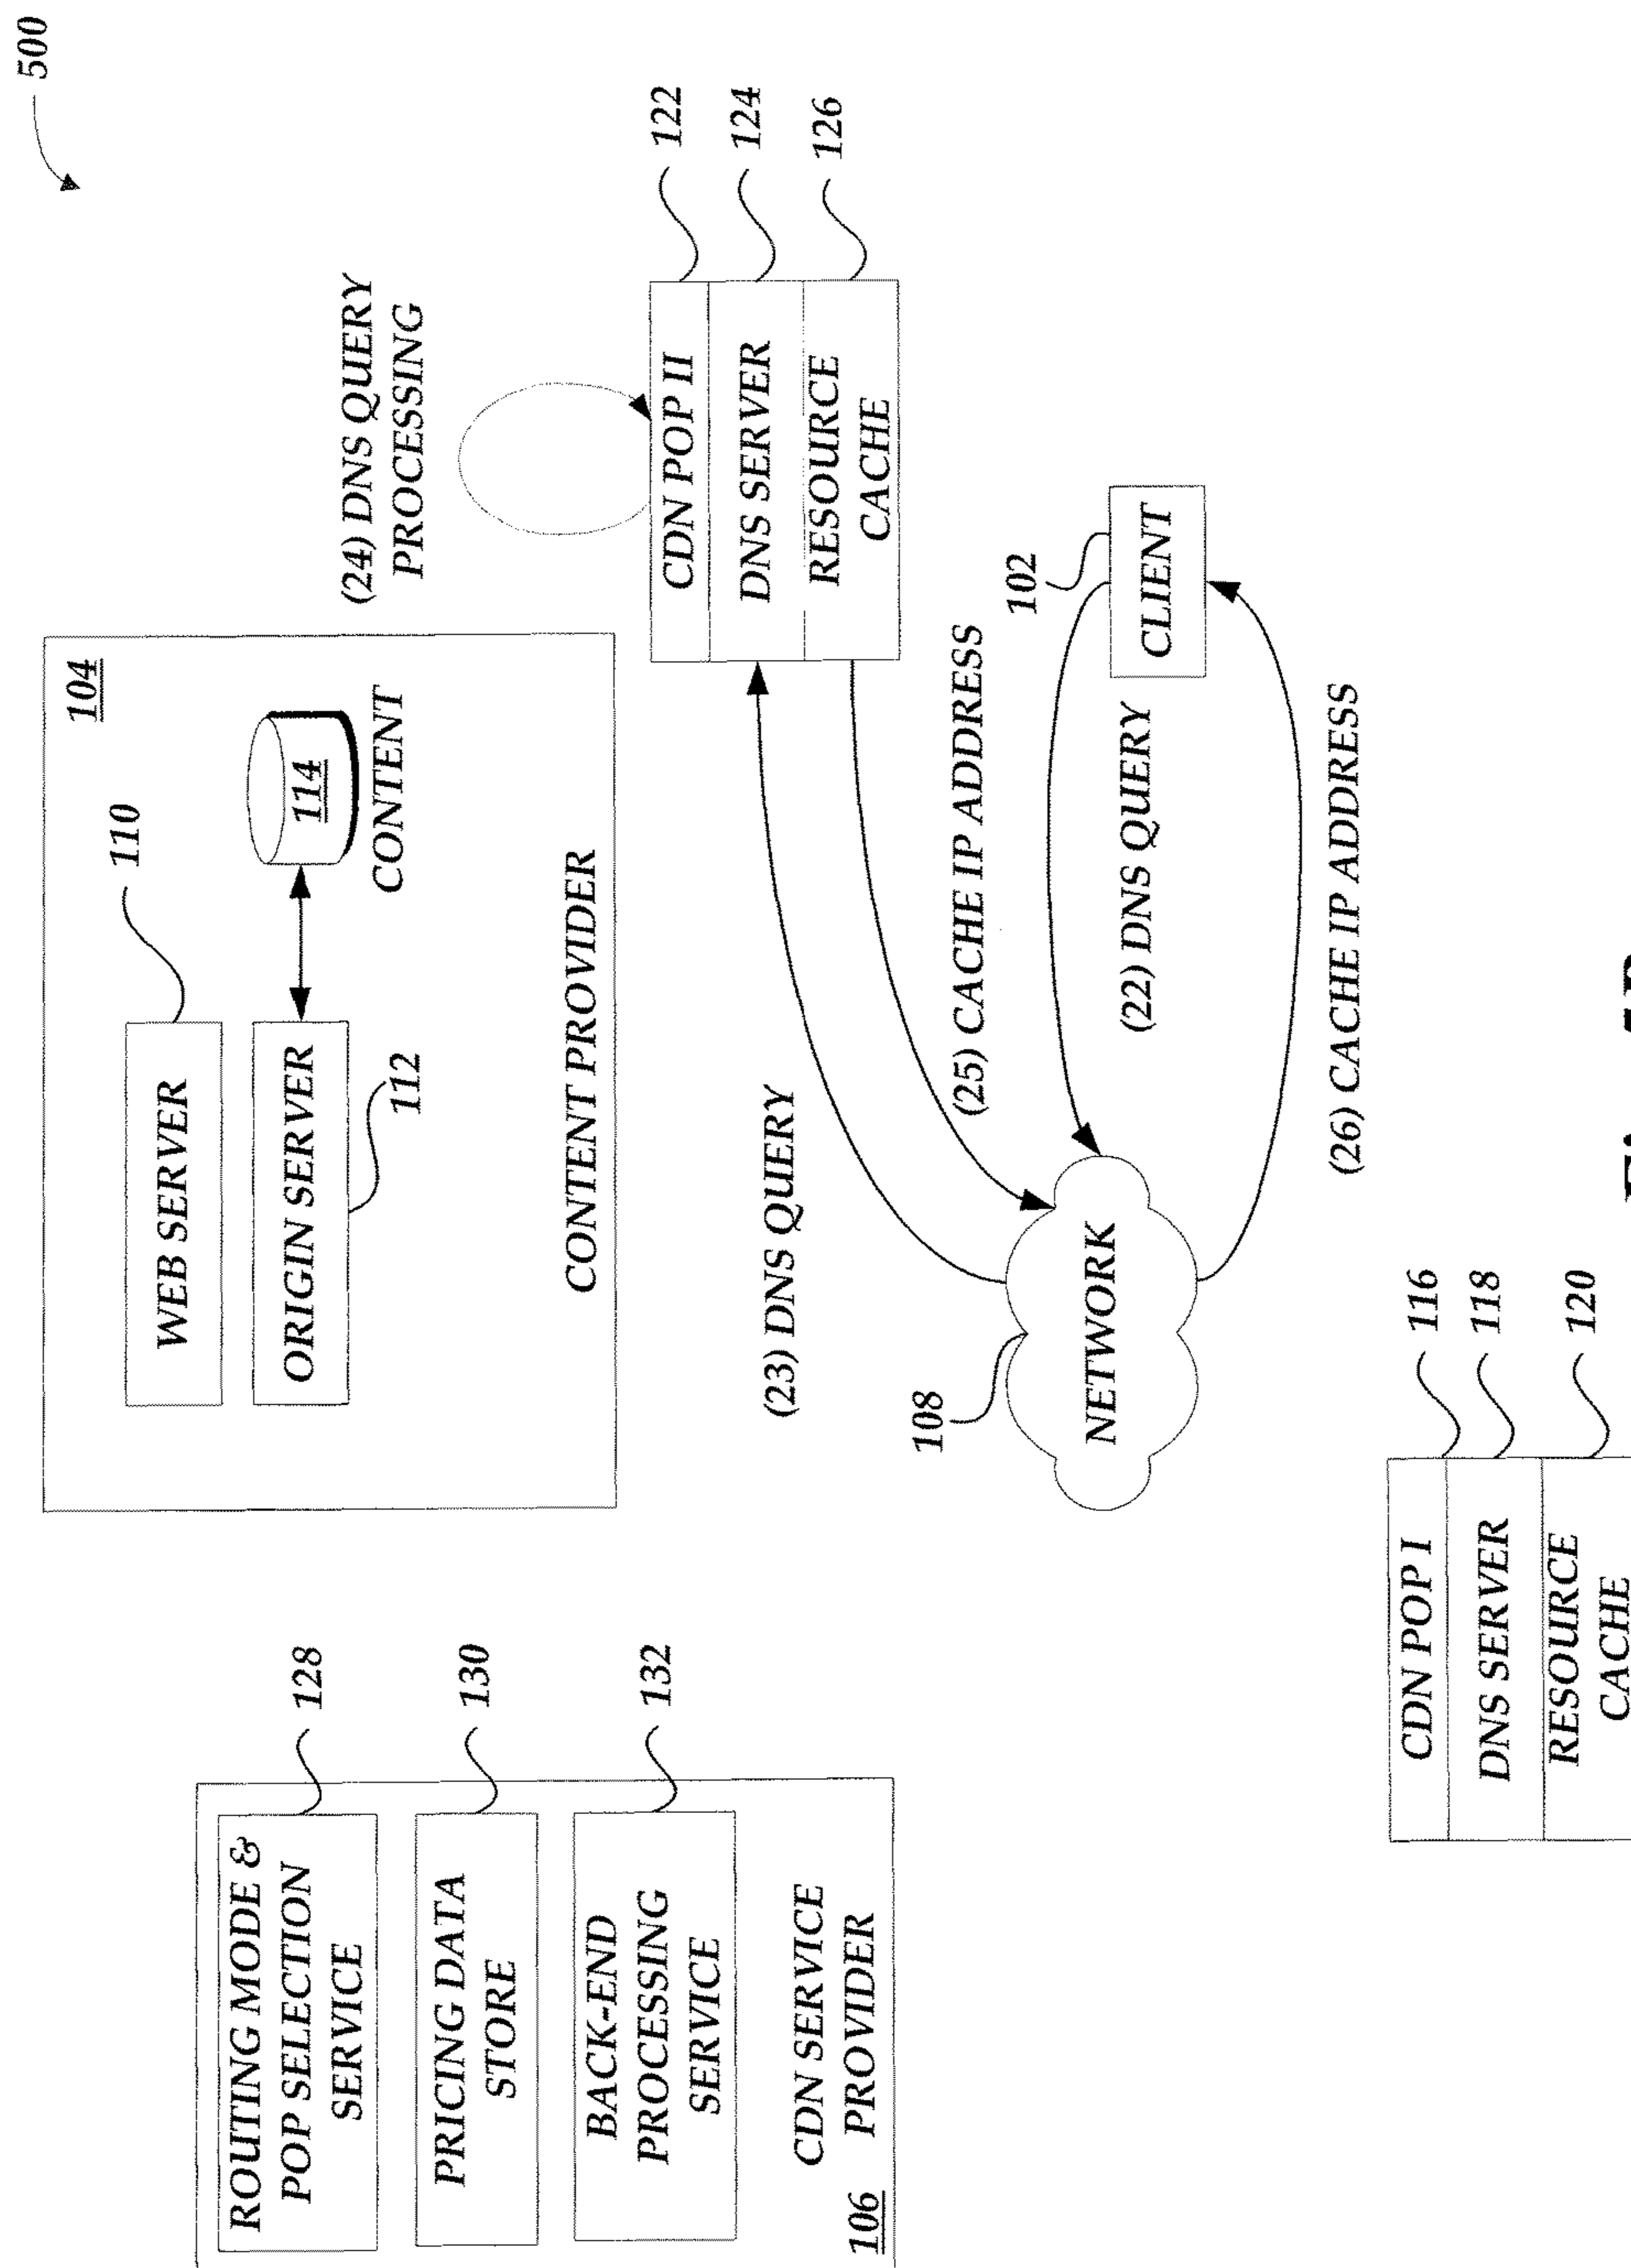 500
ROUTING MODE &
POP SELECTION
SERVICE
128
PRICING DATA
STORE
130
BACK-END
PROCESSING
SERVICE
132
CDN SERVICE
PROVIDER
106
104
WEB SERVER
110
ORIGIN SERVER
112
114
CONTENT
CONTENT PROVIDER
(24) DNS QUERY
PROCESSING
CDN POP II
122
DNS SERVER
124
RESOURCE
CACHE
126
(23) DNS QUERY
(25) CACHE IP ADDRESS
108
NETWORK
102
CLIENT
(22) DNS QUERY
(26) CACHE IP ADDRESS
CDN POP I
116
DNS SERVER
118
RESOURCE
CACHE
120